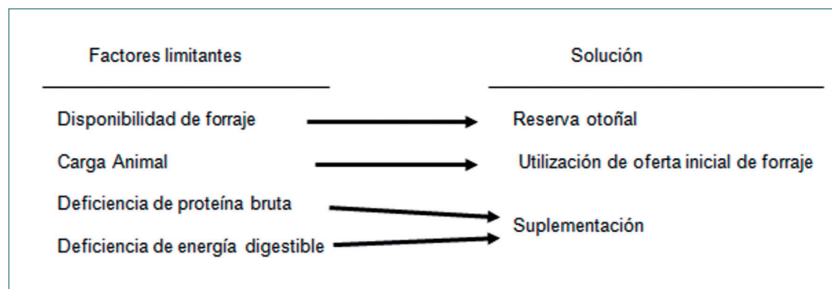 Factores limitantes Solución
Disponibilidad de forraje Reserva otoñal
Carga Animal Utilización de oferta inicial de forraje
Deficiencia de proteína bruta
Suplementación
Deficiencia de energía digestible